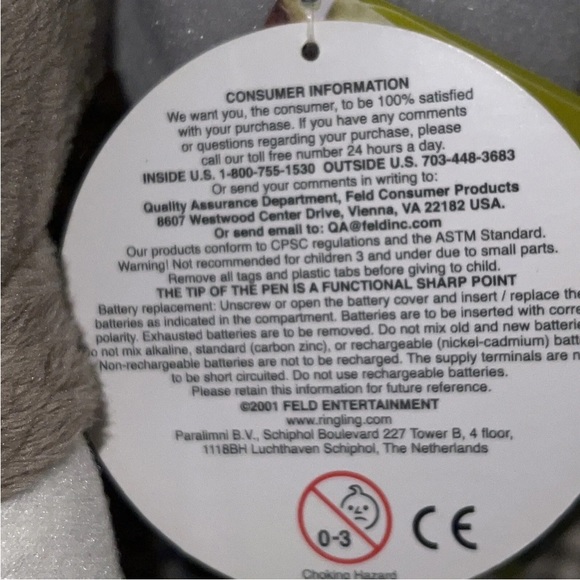 CONSUMER INFORMATION
We want you, the consumer, to be 100% satisfied
with your purchase. If you have any comments
or questions regarding your purchase, please
call our toll free number 24 hours a day.
INSIDE U.S. 1-800-755-1530 OUTSIDE U.S. 703-448-3683
Or send your comments in writing to:
Quality Assurance Department, Feld Consumer Products
8607 Westwood Center Drive, Vienna, VA 22182 USA.
Or send email to: QA@feldinc.com
Our products conform to CPSC regulations and the ASTM Standard.
Warning! Not recommended for children 3 and under due to small parts.
Remove all tags and plastic tabs before giving to child.
THE TIP OF THE PEN IS A FUNCTIONAL SHARP POINT
Battery replacement: Unscrew or open the battery cover and insert / replace the
batteries as indicated in the compartment. Batteries are to be inserted with corre
polarity. Exhausted batteries are to be removed. Do not mix old and new batteri
o not mix alkaline, standard (carbon zinc), or rechargeable (nickel-cadmium) batt
Non-rechargeable batteries are not to be recharged. The supply terminals are n
to be short circuited. Do not use rechargeable batteries.
Please retain this information for future reference.
©2001 FELD ENTERTAINMENT
www.ringling.com
Paralimni B.V., Schiphol Boulevard 227 Tower B, 4 floor,
1118BH Luchthaven Schiphol, The Netherlands
0-3 CE
Choking Hazard